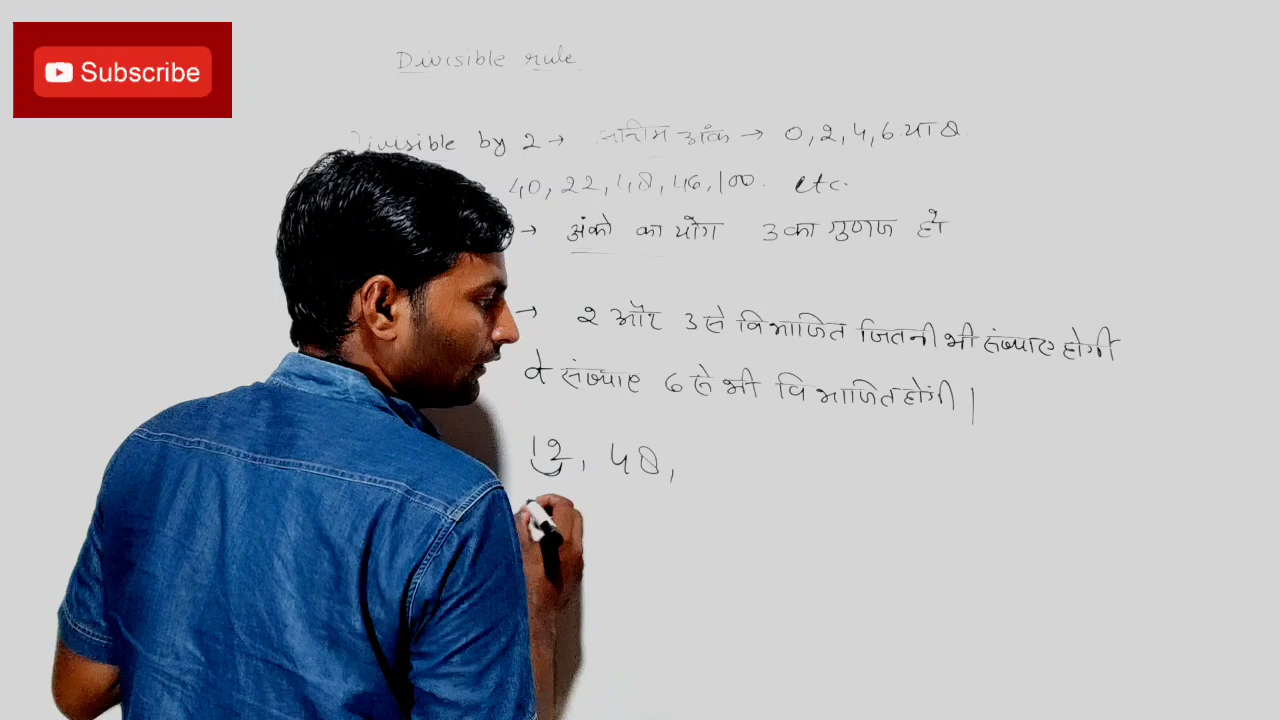 Subscribe
Divisible rule
Divisible by 2 → अंतीम अंक → 0, 2, 4, 6 या 8
40, 22, 48, 46, 100. etc.
→ अंको का योग 3 का गुणज हो
→ 2 और 3 से विभाजित जितनी भी संख्याए होगी
वे संख्याए 6 से भी विभाजित होगी।
12, 48,